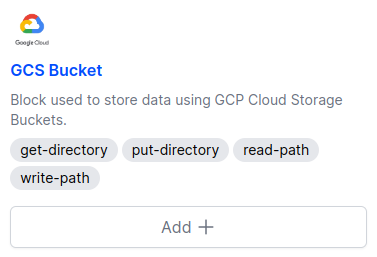 Google Cloud
GCS Bucket
Block used to store data using GCP Cloud Storage
Buckets.
get-directory put-directory read-path
write-path
Add